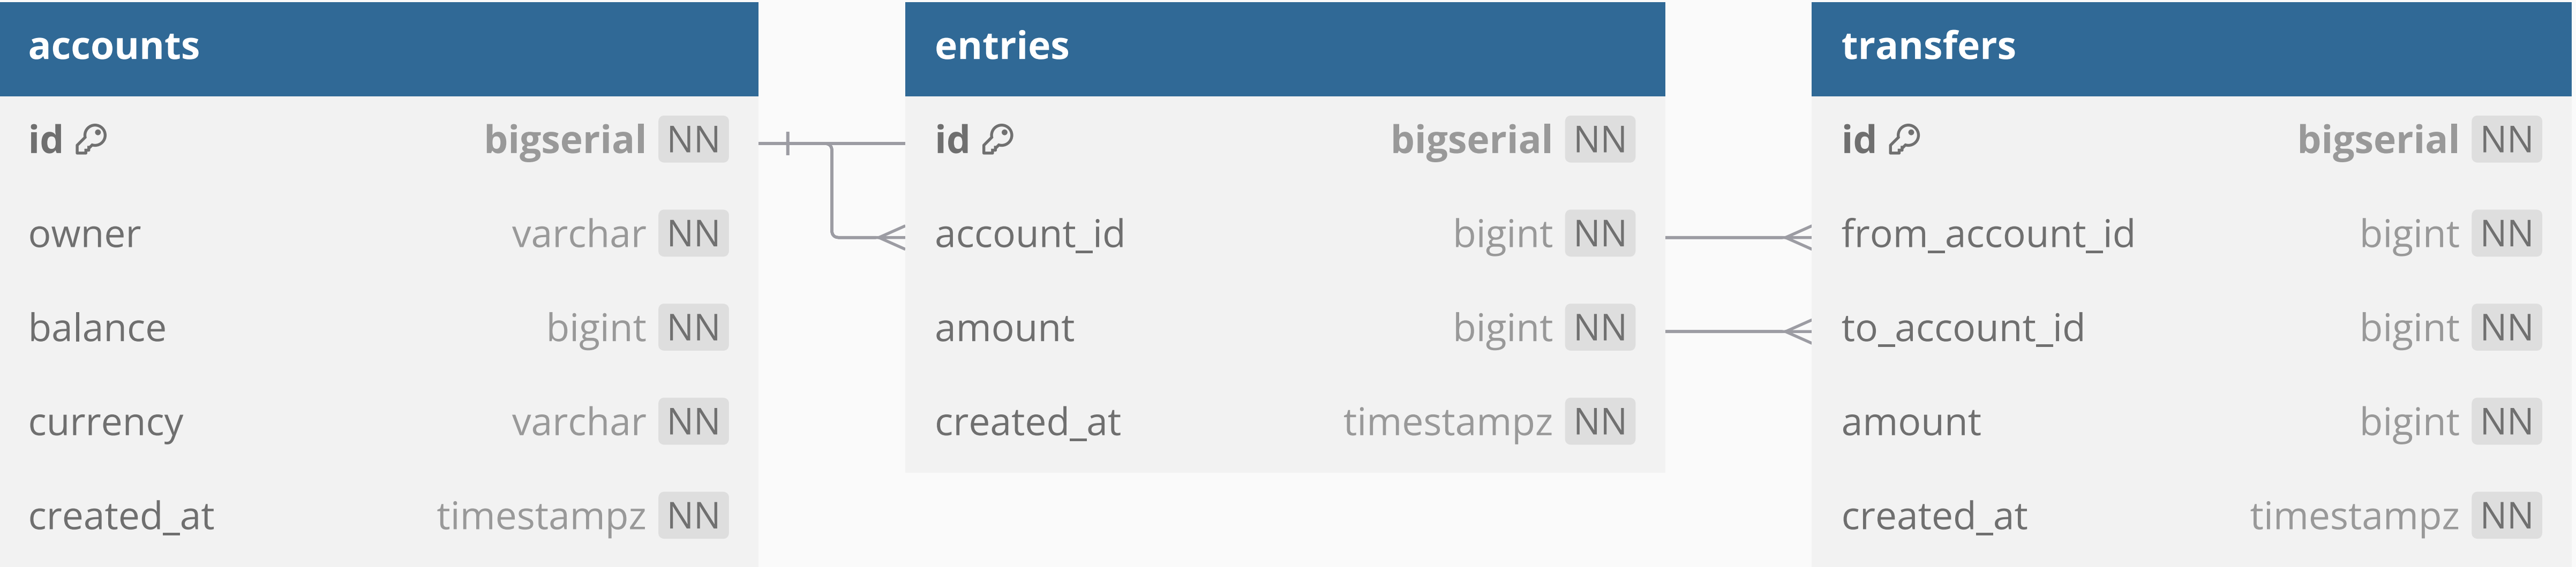 accounts
id bigserial NN
owner varchar NN
balance bigint NN
currency varchar NN
created_at timestampz NN
entries
id bigserial NN
account_id bigint NN
amount bigint NN
created_at timestampz NN
transfers
id bigserial NN
from_account_id bigint NN
to_account_id bigint NN
amount bigint NN
created_at timestampz NN